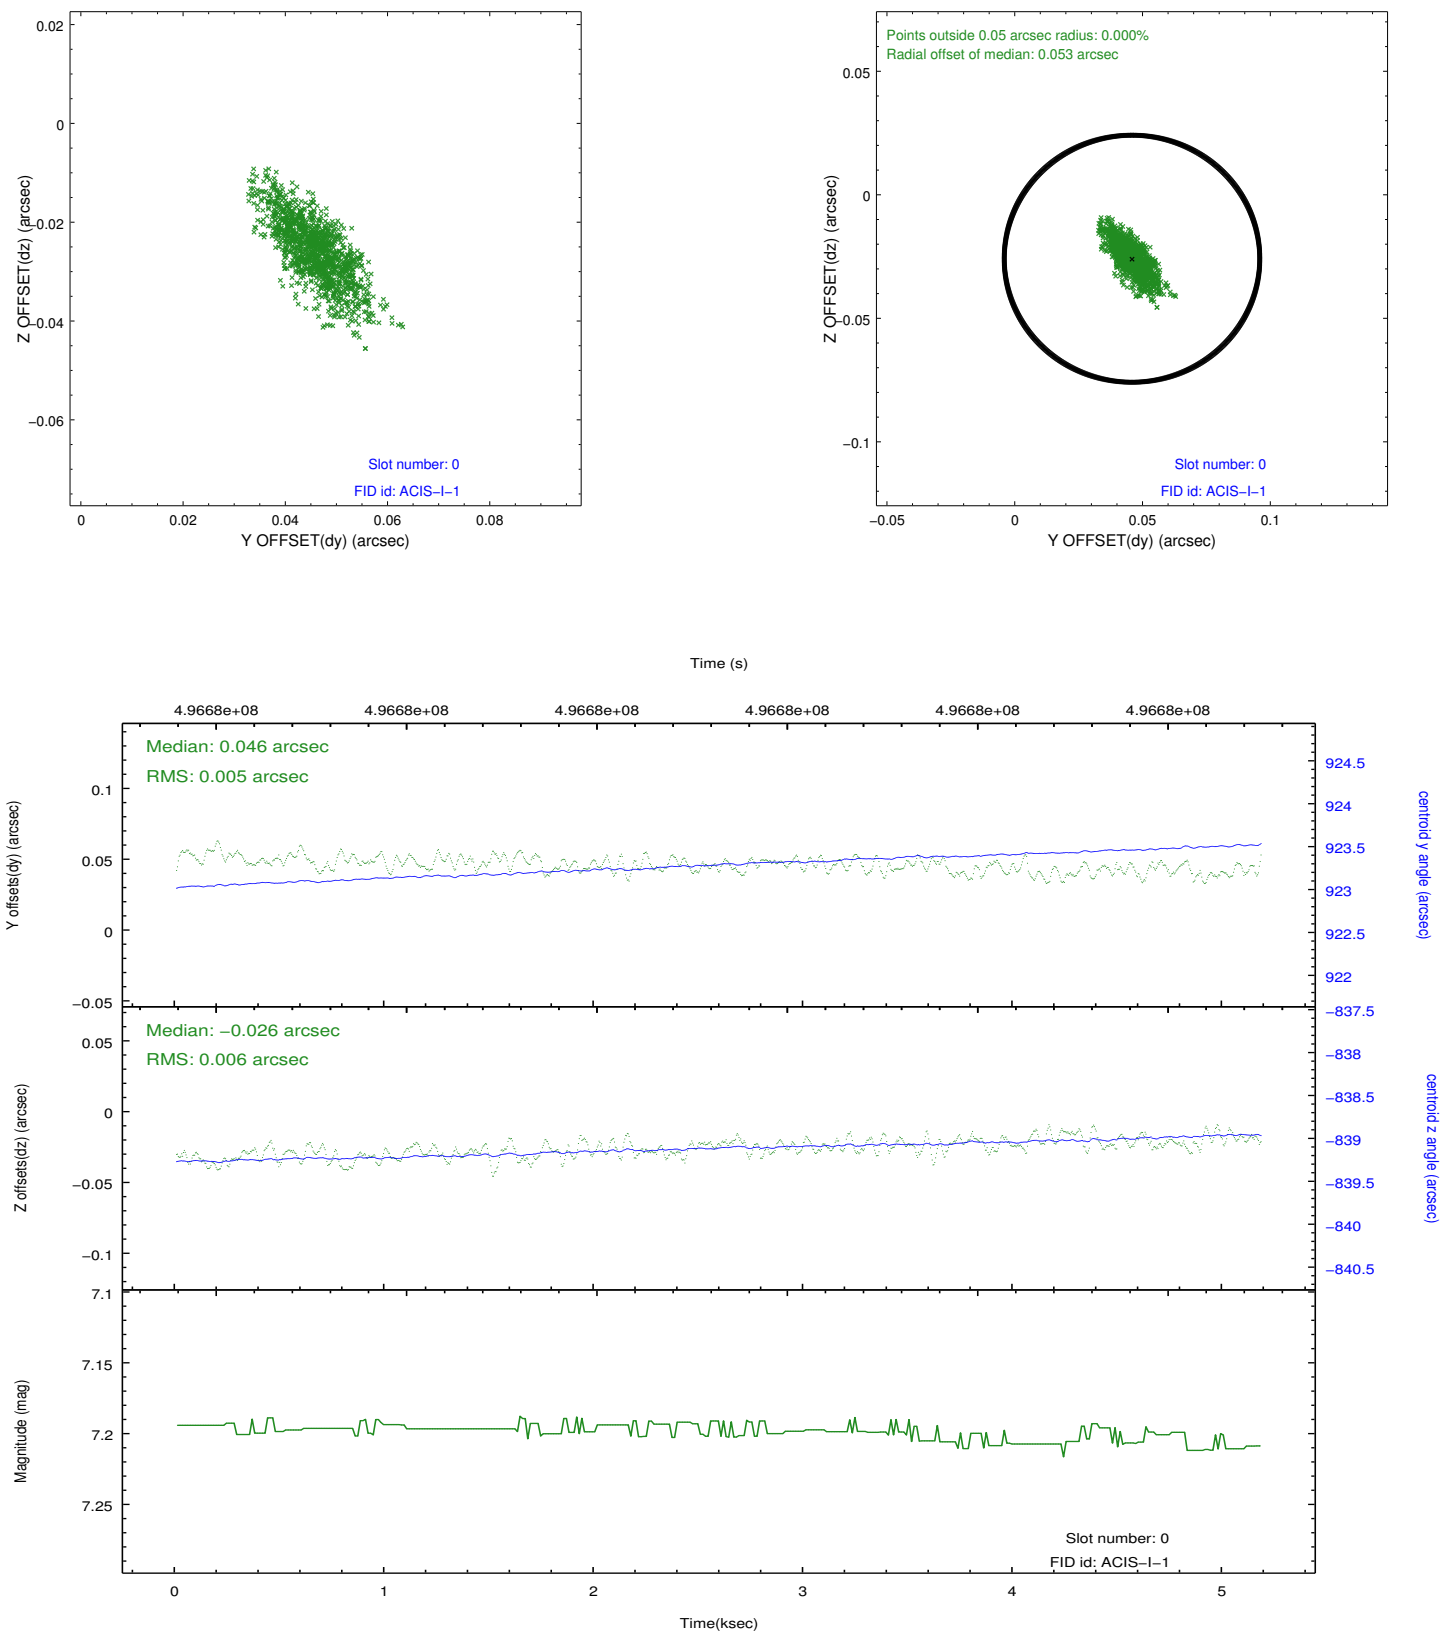 0.02
0
−0.02
−0.04
−0.06
Z OFFSET(dz) (arcsec)
Slot number: 0
FID id: ACIS−I−1
0
0.02
0.04
0.06
0.08
Y OFFSET(dy) (arcsec)
Points outside 0.05 arcsec radius: 0.000%
Radial offset of median: 0.053 arcsec
0.05
0
−0.05
−0.1
Z OFFSET(dz) (arcsec)
Slot number: 0
FID id: ACIS−I−1
−0.05
0
0.05
0.1
Y OFFSET(dy) (arcsec)
Time (s)
4.9668e+08
4.9668e+08
4.9668e+08
4.9668e+08
4.9668e+08
4.9668e+08
Median: 0.046 arcsec
RMS: 0.005 arcsec
0.1
0.05
0
−0.05
Y offsets(dy) (arcsec)
924.5
924
923.5
923
922.5
922
centroid y angle (arcsec)
Median: −0.026 arcsec
RMS: 0.006 arcsec
0.05
0
−0.05
−0.1
Z offsets(dz) (arcsec)
−837.5
−838
−838.5
−839
−839.5
−840
−840.5
centroid z angle (arcsec)
7.1
7.15
7.2
7.25
Magnitude (mag)
Slot number: 0
FID id: ACIS−I−1
0
1
2
3
4
5
Time(ksec)